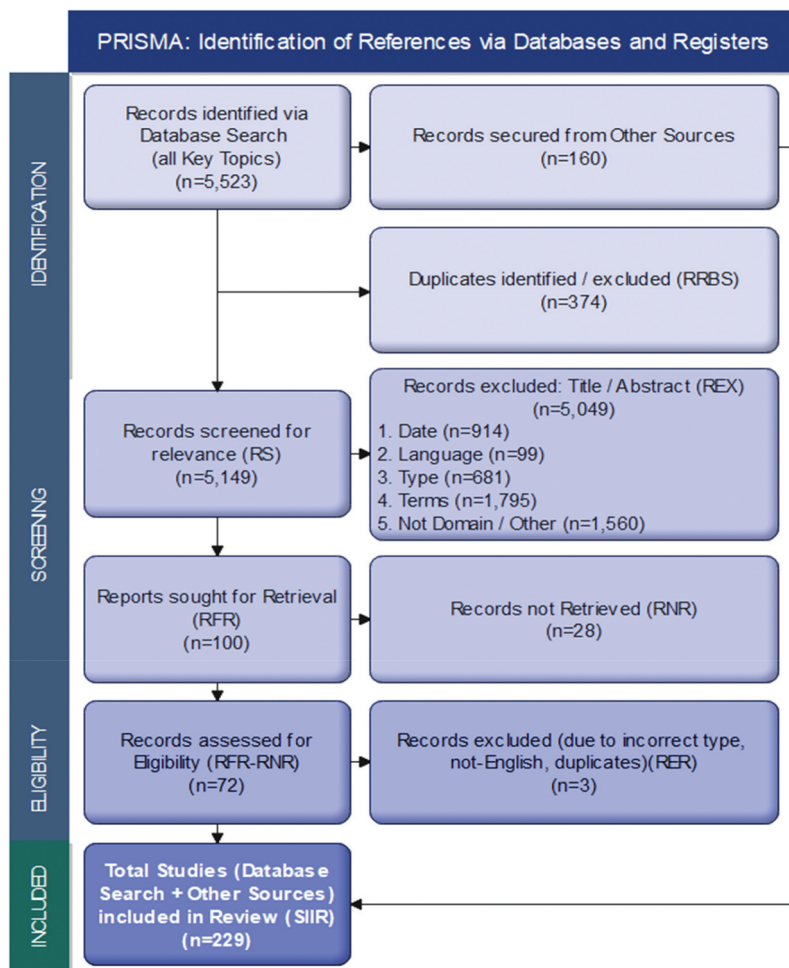 PRISMA: Identification of References via Databases and Registers
IDENTIFICATION
Records identified via
Database Search
(all Key Topics)
(n=5,523)
Records secured from Other Sources
(n=160)
Duplicates identified / excluded (RRBS)
(n=374)
SCREENING
Records screened for
relevance (RS)
(n=5,149)
Records excluded: Title / Abstract (REX)
(n=5,049)
1. Date (n=914)
2. Language (n=99)
3. Type (n=681)
4. Terms (n=1,795)
5. Not Domain / Other (n=1,560)
Reports sought for Retrieval
(RFR)
(n=100)
Records not Retrieved (RNR)
(n=28)
ELIGIBILITY
Records assessed for
Eligibility (RFR-RNR)
(n=72)
Records excluded (due to incorrect type,
not-English, duplicates)(RER)
(n=3)
INCLUDED
Total Studies (Database
Search + Other Sources)
included in Review (SIIR)
(n=229)